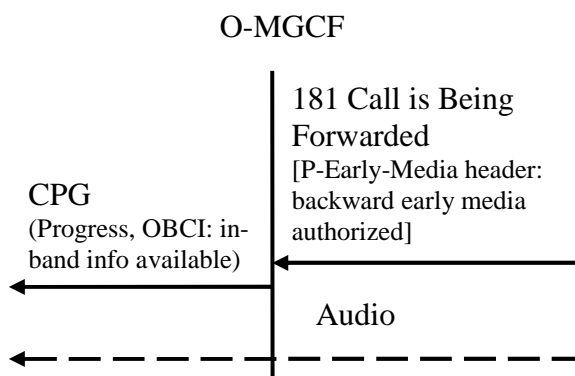 O-MGCF
181 Call is Being
Forwarded
[P-Early-Media header:
backward early media
authorized]
CPG
(Progress, OBCI: in-
band info available)
Audio